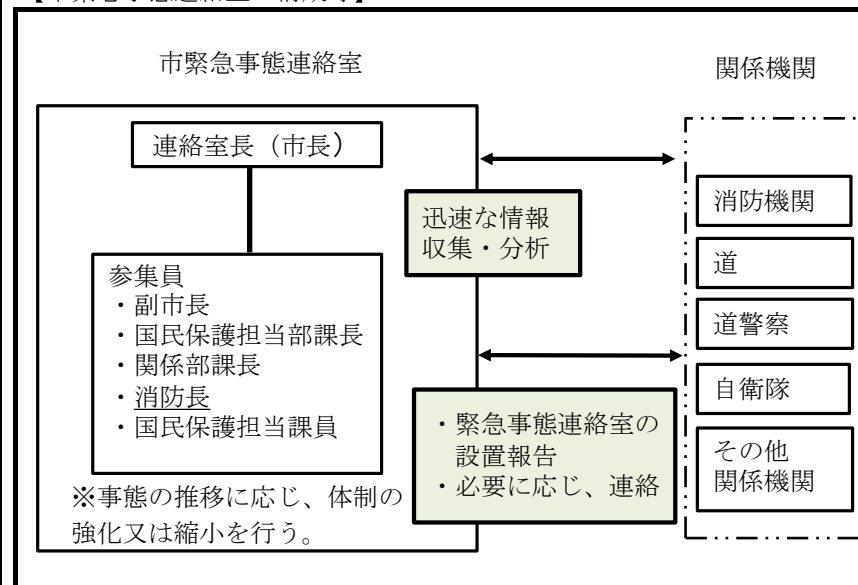 市緊急事態連絡室
関係機関
連絡室長（市長）
参集員
・副市長
・国民保護担当部課長
・関係部課長
・消防長
・国民保護担当課員
※事態の推移に応じ、体制の
強化又は縮小を行う。
迅速な情報
収集・分析
・緊急事態連絡室の
設置報告
・必要に応じ、連絡
消防機関
道
道警察
自衛隊
その他
関係機関